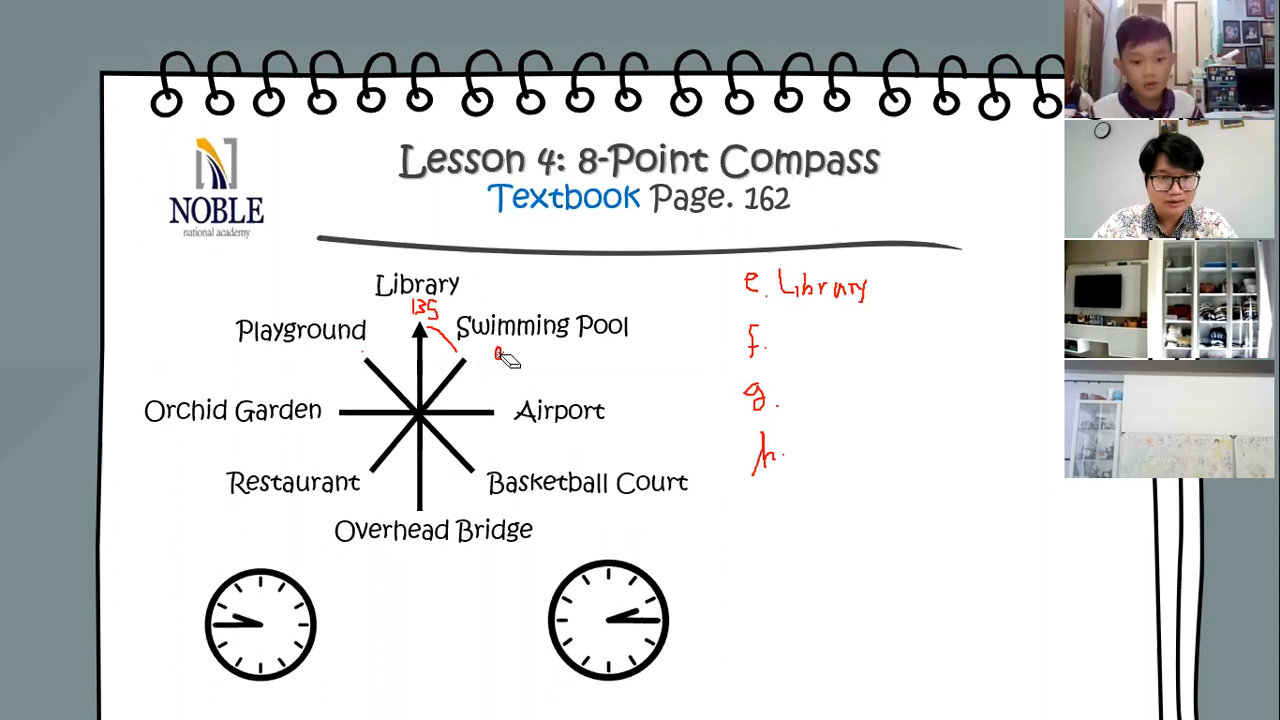 NOBLE
national academy
Lesson 4: 8-Point Compass
Textbook Page. 162
Library
135
Playground
Swimming Pool
Orchid Garden
Airport
Restaurant
Basketball Court
Overhead Bridge
e. Library
f.
g.
h.